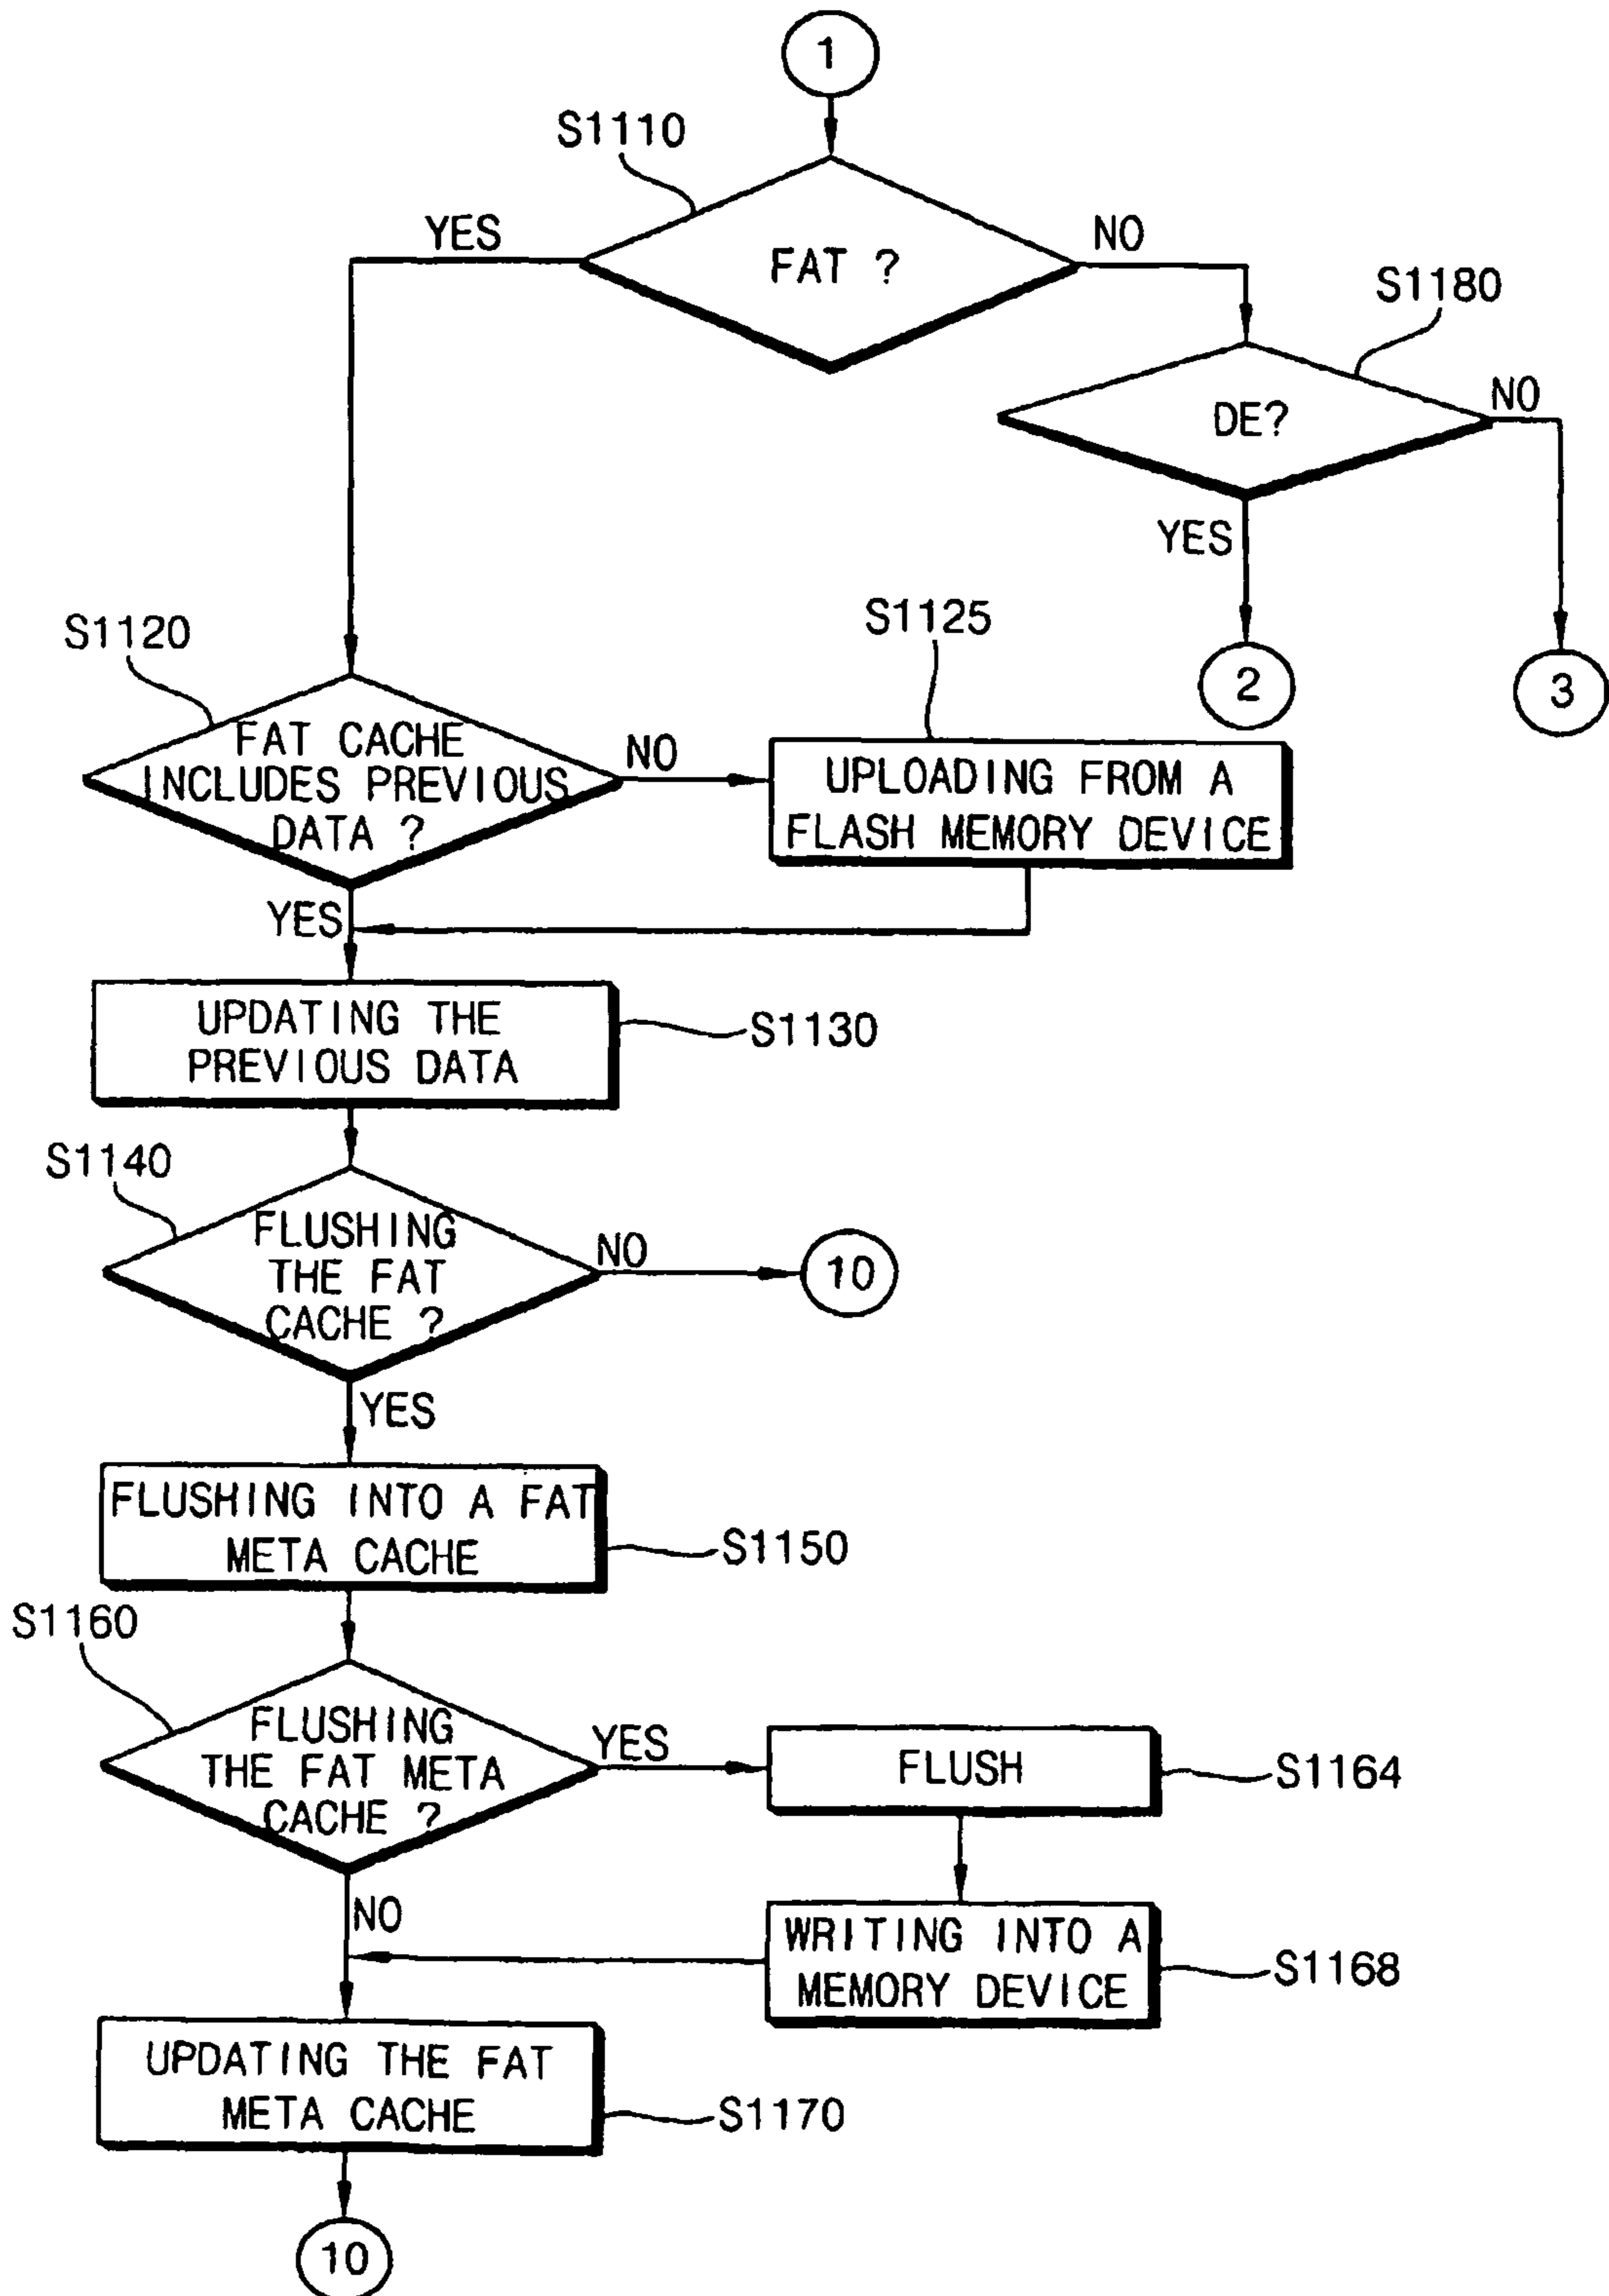 1
S1110
YES
NO
FAT ?
S1180
DE?
NO
YES
S1120
S1125
2
3
FAT CACHE
INCLUDES PREVIOUS
DATA ?
NO
UPLOADING FROM A
FLASH MEMORY DEVICE
YES
UPDATING THE
PREVIOUS DATA
S1130
S1140
FLUSHING
THE FAT
CACHE ?
NO
10
YES
FLUSHING INTO A FAT
META CACHE
S1150
S1160
FLUSHING
THE FAT META
CACHE ?
YES
FLUSH
S1164
NO
WRITING INTO A
MEMORY DEVICE
S1168
UPDATING THE FAT
META CACHE
S1170
10